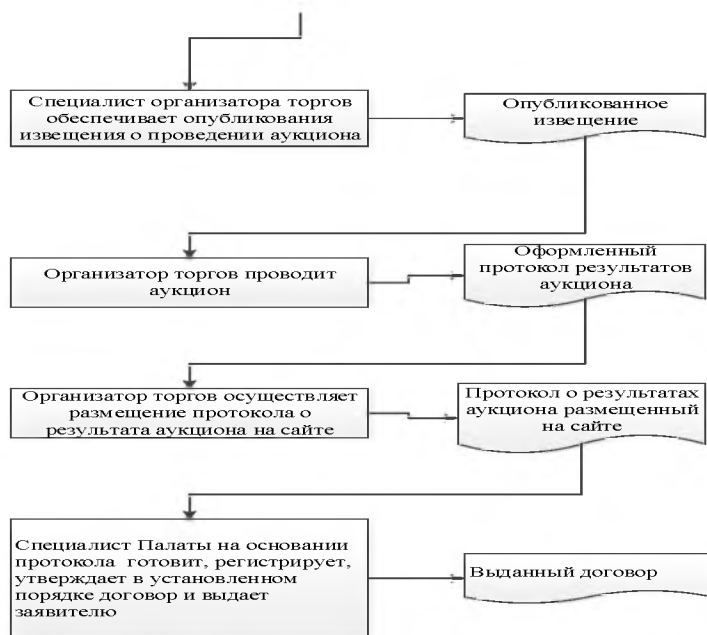 Специалист организатора торгов
обеспечивает опубликования
извещения о проведении аукциона
Опубликованное
извещение
Организатор торгов проводит
аукцион
Оформленный
протокол результатов
аукциона
Организатор торгов осуществляет
размещение протокола о
результата аукциона на сайте
Протокол о результатах
аукциона размещенный
на сайте
Специалист Палаты на основании
протокола готовит, регистрирует,
утверждает в установленном
порядке договор и выдает
заявителю
Выданный договор